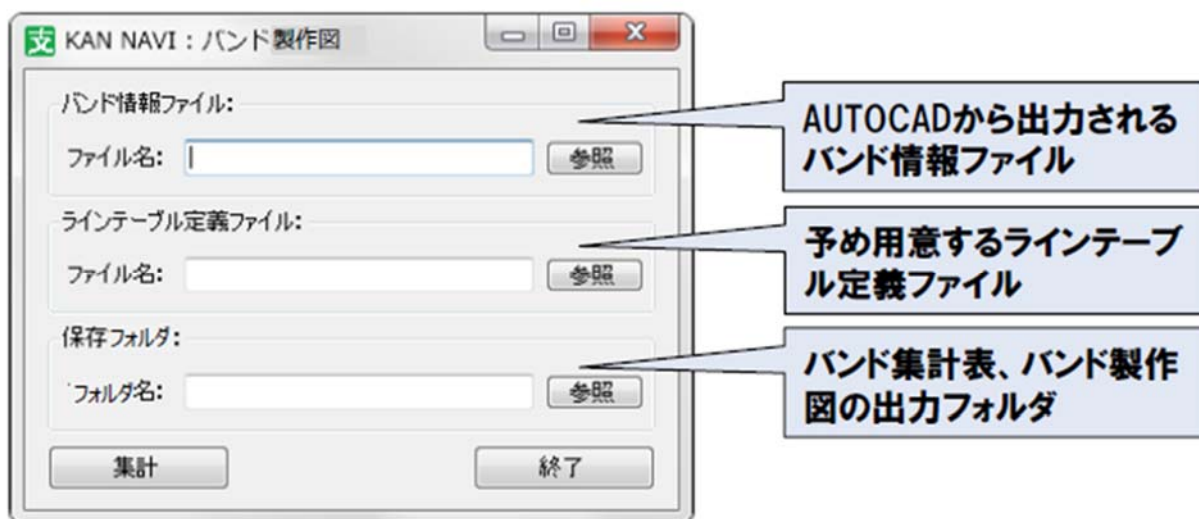 支 KAN NAVI : バンド製作図
バンド情報ファイル:
ファイル名:
参照
AUTOCADから出力される
バンド情報ファイル
ラインテーブル定義ファイル:
ファイル名:
参照
予め用意するラインテーブ
ル定義ファイル
保存フォルダ:
フォルダ名:
参照
バンド集計表、バンド製作
図の出力フォルダ
集計
終了